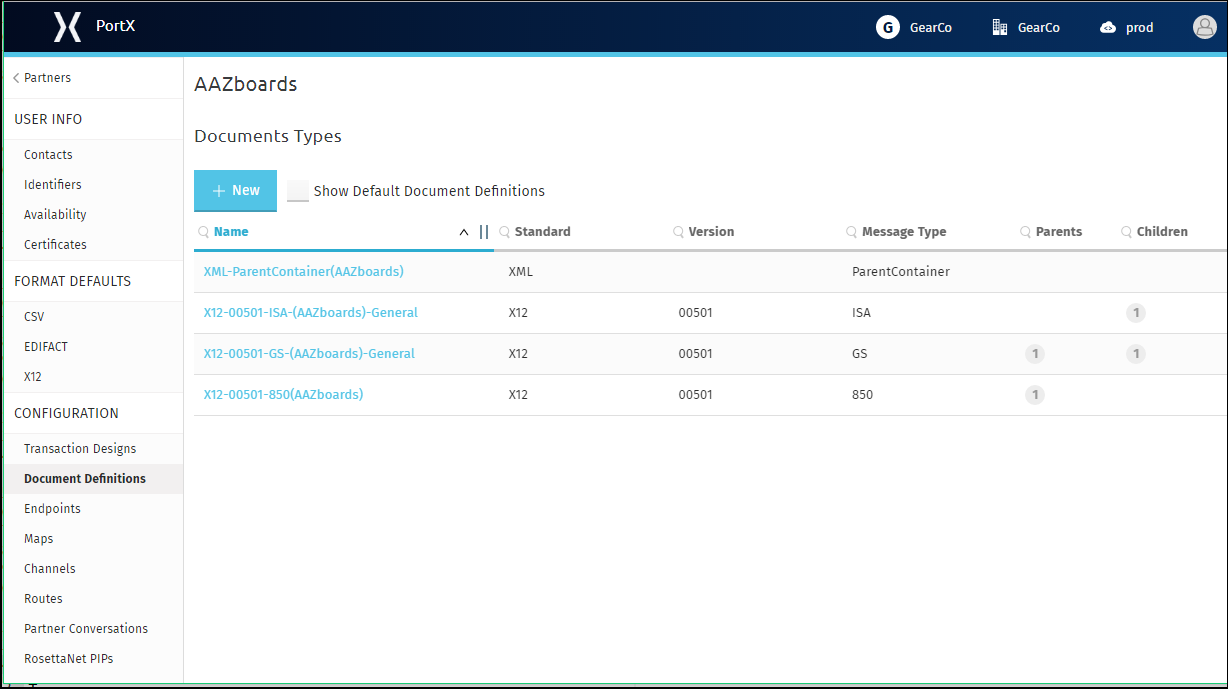 PortX
G GearCo GearCo prod
Partners
USER INFO
Contacts
Identifiers
Availability
Certificates
FORMAT DEFAULTS
CSV
EDIFACT
X12
CONFIGURATION
Transaction Designs
Document Definitions
Endpoints
Maps
Channels
Routes
Partner Conversations
RosettaNet PIPs
AAZboards
Documents Types
+ New Show Default Document Definitions
Name Standard Version Message Type Parents Children
XML-ParentContainer(AAZboards) XML ParentContainer
X12-00501-ISA-(AAZboards)-General X12 00501 ISA 1
X12-00501-GS-(AAZboards)-General X12 00501 GS 1 1
X12-00501-850(AAZboards) X12 00501 850 1